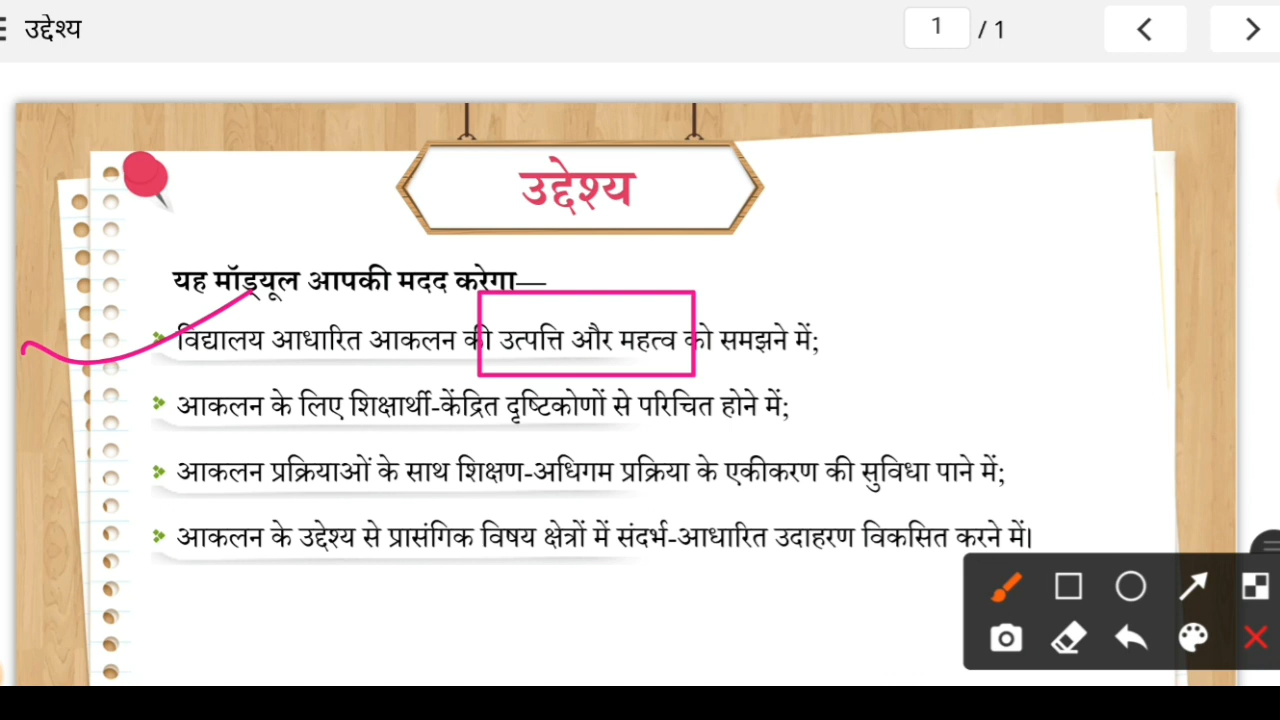 उद्देश्य
1 / 1
उद्देश्य
यह मॉड्यूल आपकी मदद करेगा—
विद्यालय आधारित आकलन की उत्पत्ति और महत्व को समझने में;
आकलन के लिए शिक्षार्थी-केंद्रित दृष्टिकोणों से परिचित होने में;
आकलन प्रक्रियाओं के साथ शिक्षण-अधिगम प्रक्रिया के एकीकरण की सुविधा पाने में;
आकलन के उद्देश्य से प्रासंगिक विषय क्षेत्रों में संदर्भ-आधारित उदाहरण विकसित करने में।